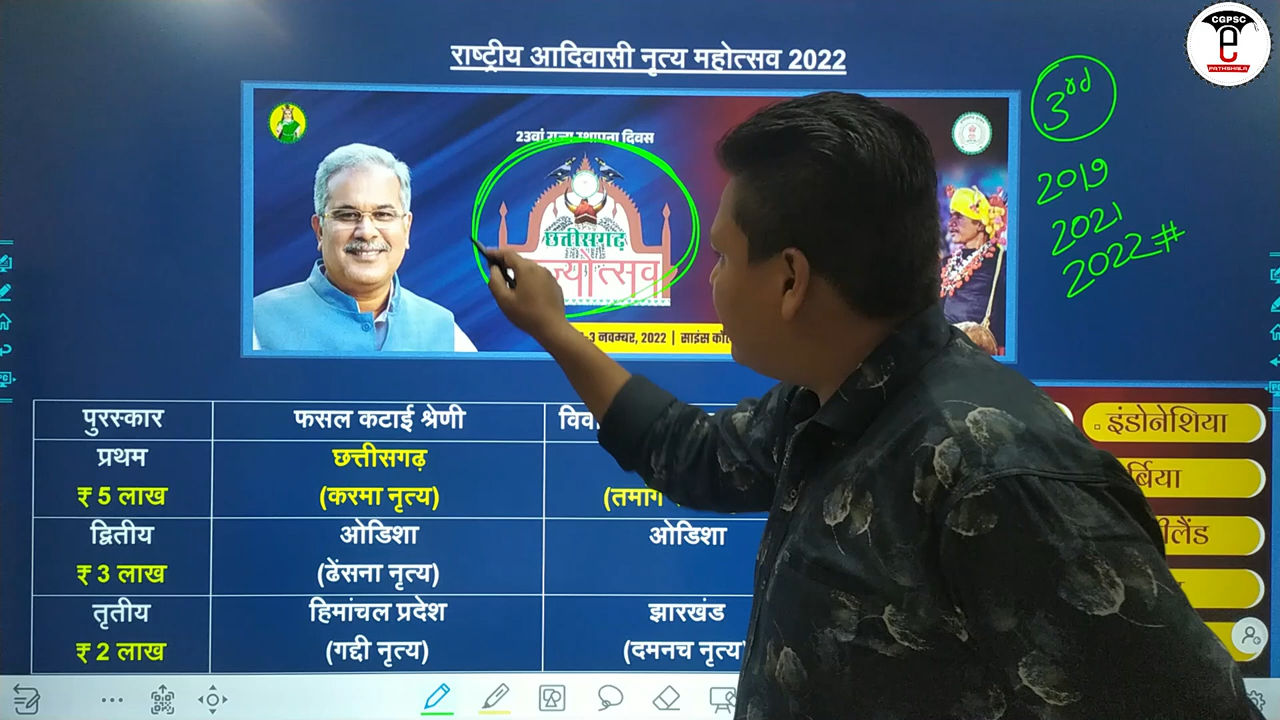 CGPSC
e
PATHSHALA
राष्ट्रीय आदिवासी नृत्य महोत्सव 2022
3rd
2019
2021
2022 #
23वां राज्य स्थापना दिवस
छत्तीसगढ़
ज्योत्सव
-3 नवम्बर, 2022 | साइंस कॉ
पुरस्कार फसल कटाई श्रेणी
प्रथम छत्तीसगढ़
₹ 5 लाख (करमा नृत्य)
द्वितीय ओडिशा ओडिशा
₹ 3 लाख (ढेंसना नृत्य)
तृतीय हिमांचल प्रदेश झारखंड
₹ 2 लाख (गद्दी नृत्य) (दमनच नृत्य
इंडोनेशिया